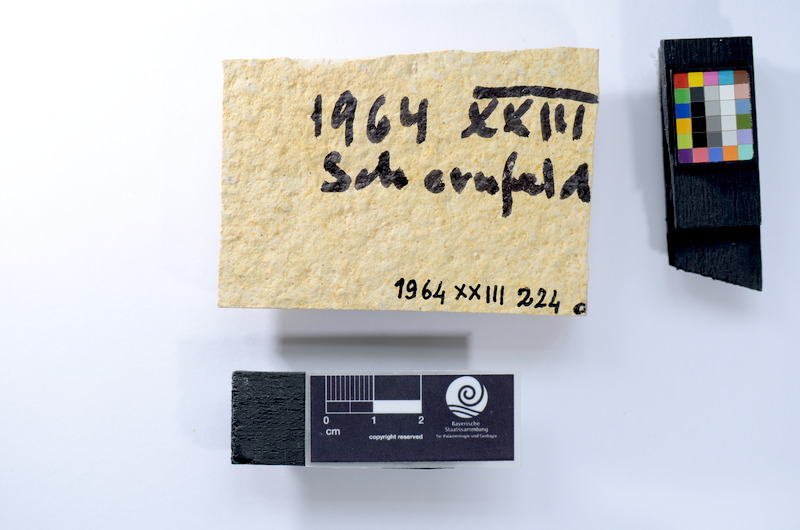 1964 XXIII
Schernfeld
1964 XXIII 224 c
0 1 2
cm
copyright reserved
Bayerische
Staatssammlung
für Paläontologie und Geologie